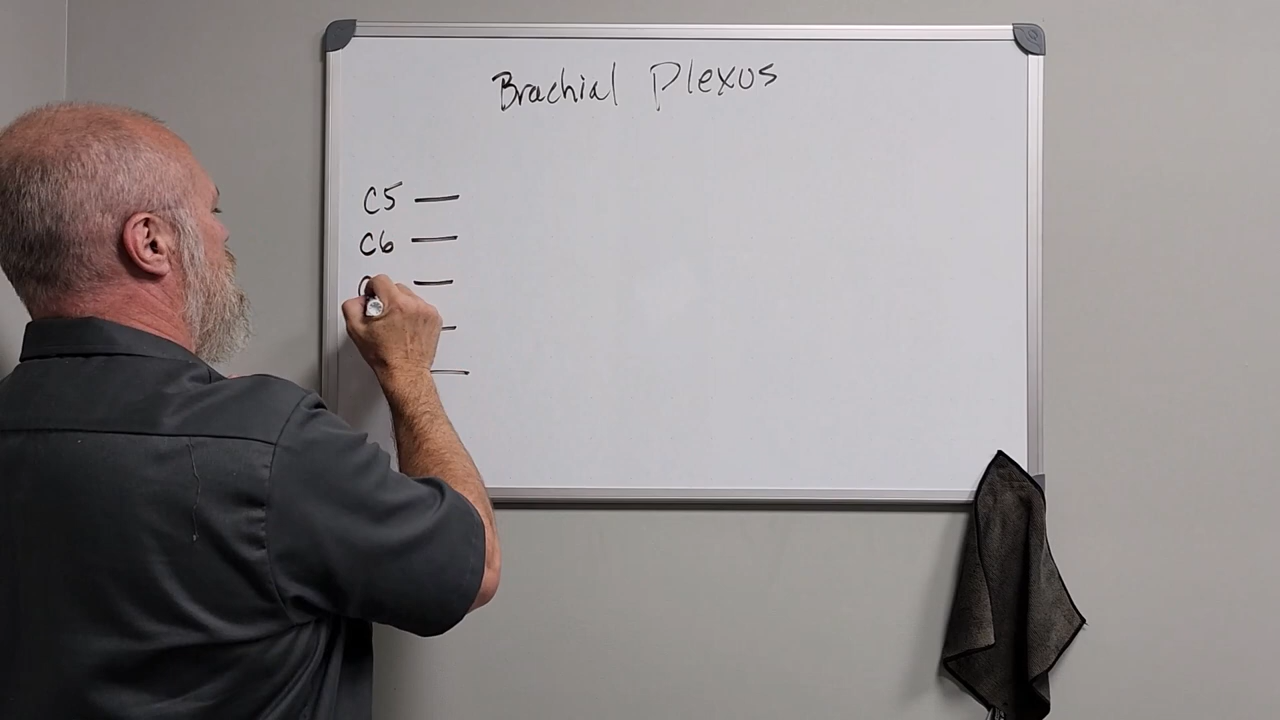 Brachial Plexus
C5 —
C6 —
C —